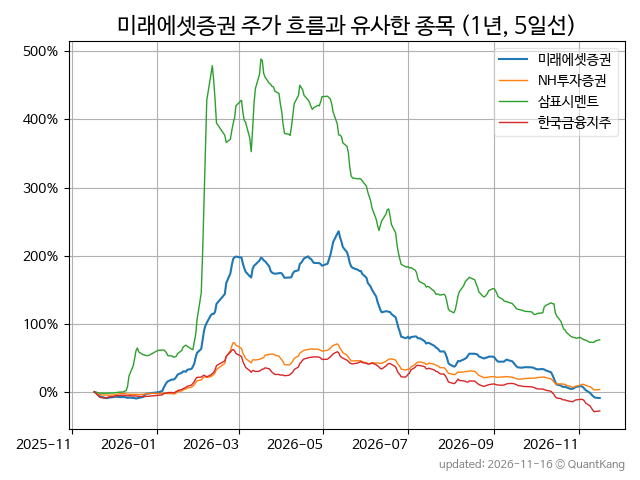 미래에셋증권 주가 흐름과 유사한 종목 (1년, 5일선)
500%
400%
300%
200%
100%
0%
미래에셋증권
NH투자증권
삼표시멘트
한국금융지주
2025-11
2026-01
2026-03
2026-05
2026-07
2026-09
2026-11
updated: 2026-11-16 © QuantKang